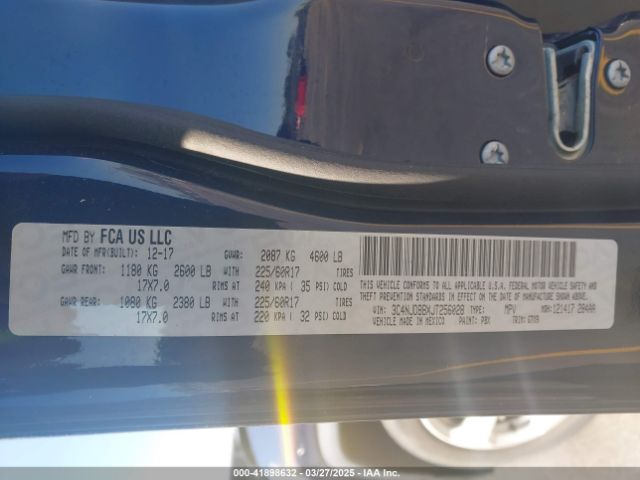 MFD BY FCA US LLC
DATE OF MFR(BUILT): 12-17 GVWR: 2087 KG 4600 LB
GAWR FRONT: 1180 KG 2600 LB WITH 225/60R17 TIRES
17X7.0 RIMS AT 240 KPA ( 35 PSI) COLD
GAWR REAR: 1080 KG 2380 LB WITH 225/60R17 TIRES
17X7.0 RIMS AT 220 KPA ( 32 PSI) COLD
THIS VEHICLE CONFORMS TO ALL APPLICABLE U.S.A. FEDERAL MOTOR VEHICLE SAFETY AND
THEFT PREVENTION STANDARDS IN EFFECT ON THE DATE OF MANUFACTURE SHOWN ABOVE.
VIN: 3C4NJDBBXJT256028 TYPE: MPV MDH: 121417
VEHICLE MADE IN MEXICO PAINT: PBX TRIM:
000-41898632 — 03/27/2025 — IAA Inc.